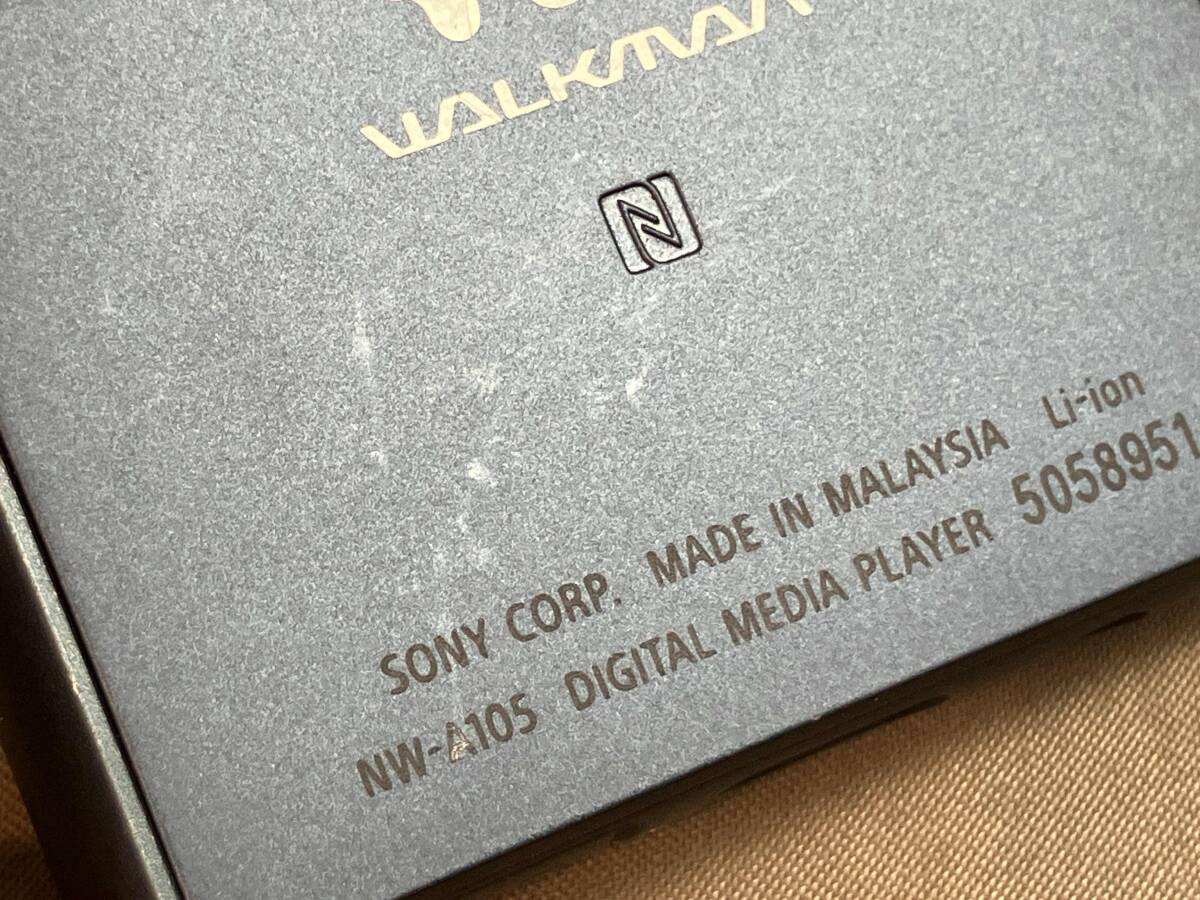 WALKMAN
SONY CORP. MADE IN MALAYSIA Li-ion
NW-A105 DIGITAL MEDIA PLAYER 5058951